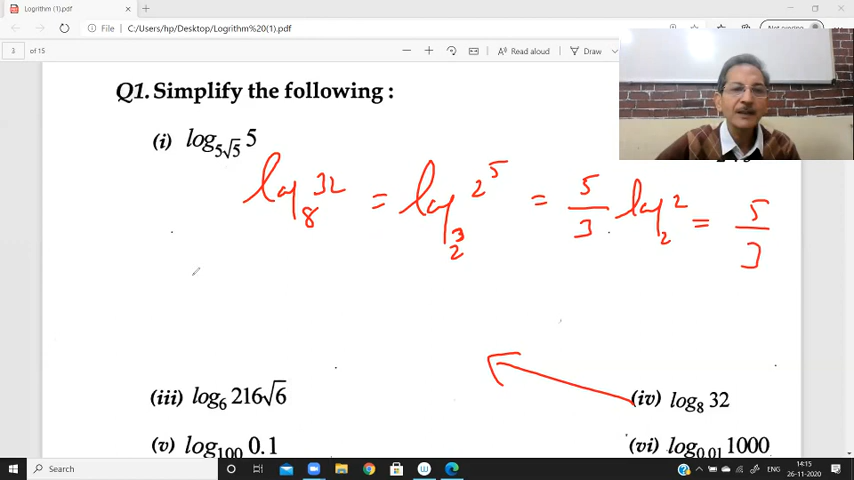 Logrithm (1).pdf
File | C:/Users/hp/Desktop/Logrithm%20(1).pdf
3 of 15
Read aloud
Draw
Q1. Simplify the following :
(i) log₅√₅ 5
log₈ 32 = log₂³ 2⁵ = 5/3 log₂ 2 = 5/3
(iii) log₆ 216√6
(iv) log₈ 32
(v) log₁₀₀ 0.1
(vi) log₀.₀₁ 1000
Search
ENG
14:15
26-11-2020